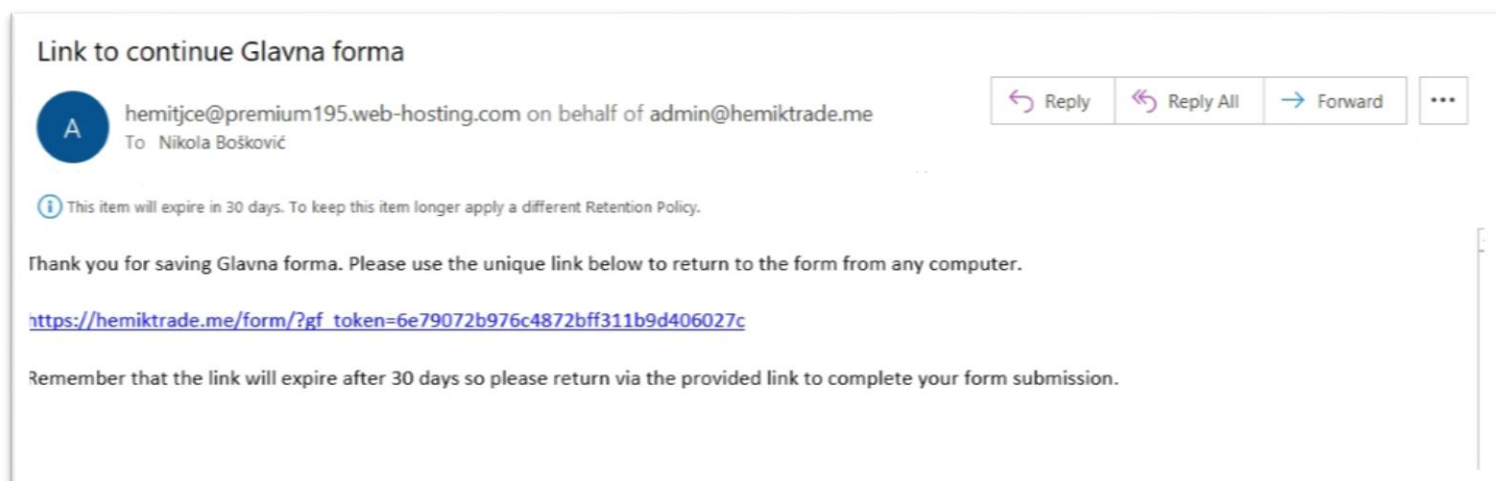 Link to continue Glavna forma
A
hemitjce@premium195.web-hosting.com on behalf of admin@hemiktrade.me
To Nikola Bošković
Reply
Reply All
Forward
This item will expire in 30 days. To keep this item longer apply a different Retention Policy.
Thank you for saving Glavna forma. Please use the unique link below to return to the form from any computer.
https://hemiktrade.me/form/?gf_token=6e79072b976c4872bff311b9d406027c
Remember that the link will expire after 30 days so please return via the provided link to complete your form submission.